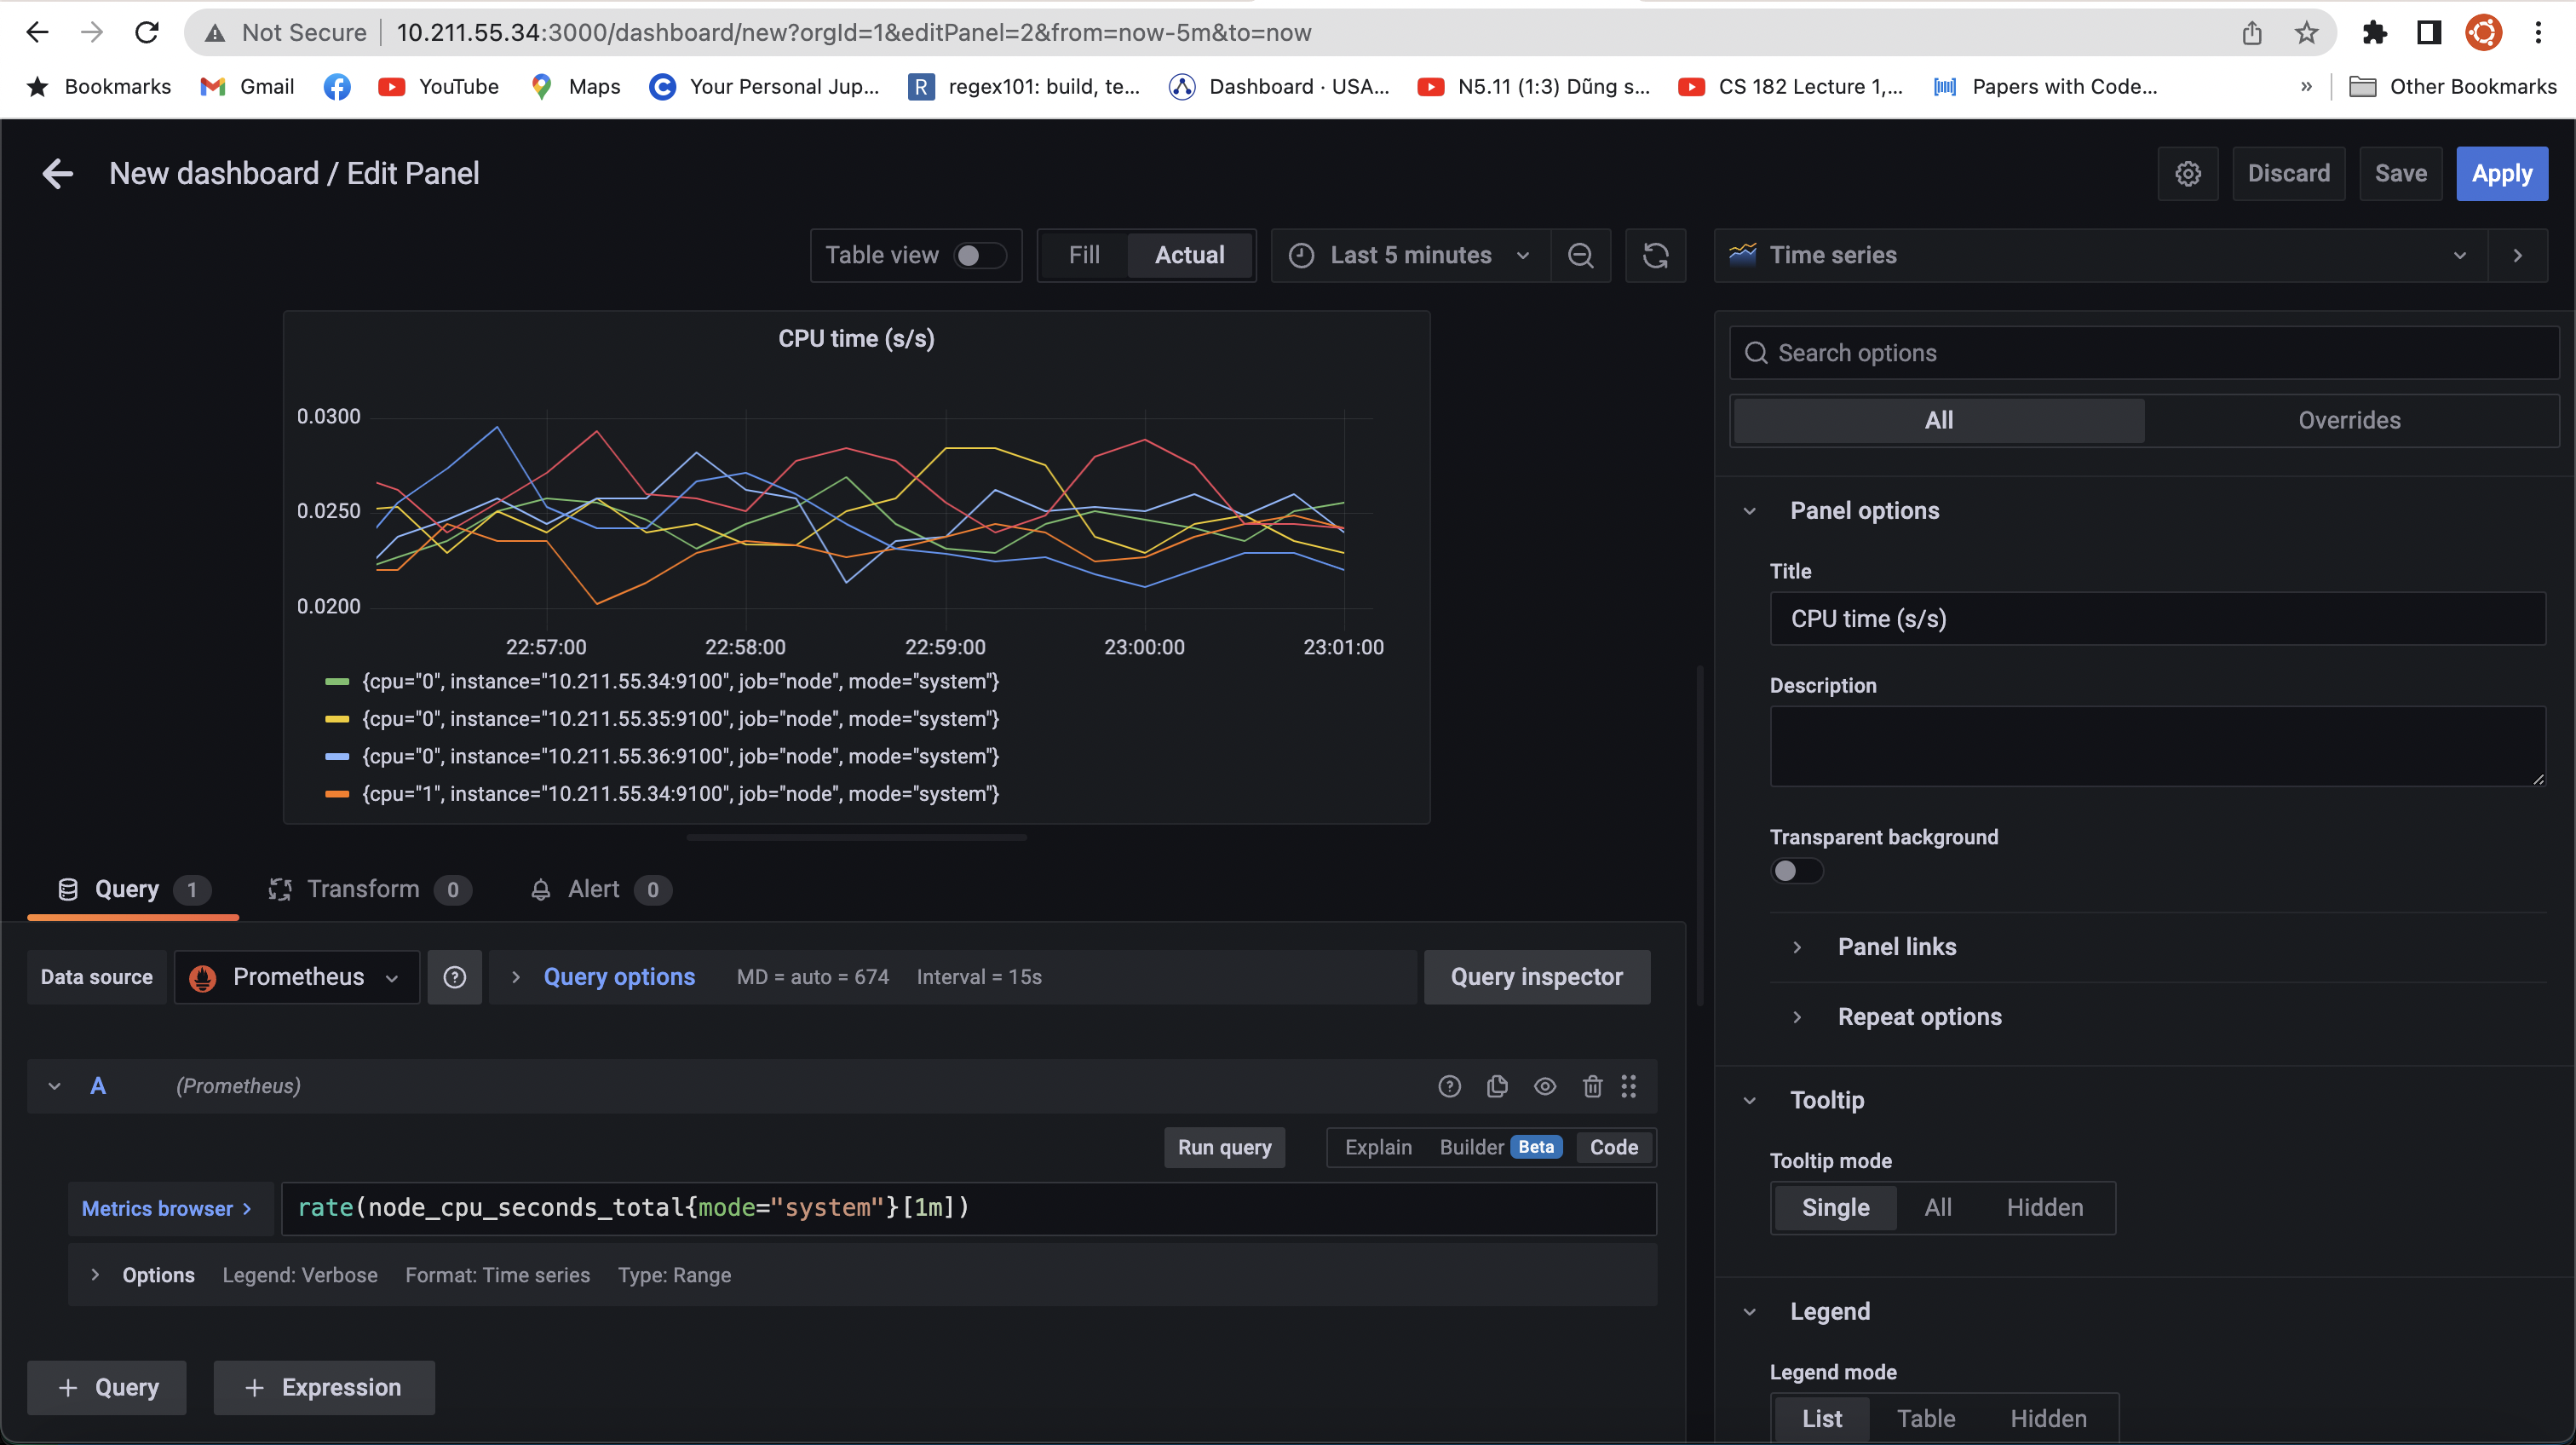 Not Secure 10.211.55.34:3000/dashboard/new?orgId=1&editPanel=2&from=now-5m&to=now
Bookmarks Gmail YouTube Maps Your Personal Jup... regex101: build, te... Dashboard · USA... N5.11 (1:3) Dũng s... CS 182 Lecture 1,... Papers with Code... » Other Bookmarks
New dashboard / Edit Panel
Discard Save Apply
Table view Fill Actual Last 5 minutes Time series
CPU time (s/s)
0.0300
0.0250
0.0200
22:57:00 22:58:00 22:59:00 23:00:00 23:01:00
{cpu="0", instance="10.211.55.34:9100", job="node", mode="system"}
{cpu="0", instance="10.211.55.35:9100", job="node", mode="system"}
{cpu="0", instance="10.211.55.36:9100", job="node", mode="system"}
{cpu="1", instance="10.211.55.34:9100", job="node", mode="system"}
Query 1 Transform 0 Alert 0
Data source Prometheus Query options MD = auto = 674 Interval = 15s Query inspector
A (Prometheus)
Run query Explain Builder Beta Code
Metrics browser > rate(node_cpu_seconds_total{mode="system"}[1m])
Options Legend: Verbose Format: Time series Type: Range
+ Query + Expression
Search options
All Overrides
Panel options
Title
CPU time (s/s)
Description
Transparent background
Panel links
Repeat options
Tooltip
Tooltip mode
Single All Hidden
Legend
Legend mode
List Table Hidden